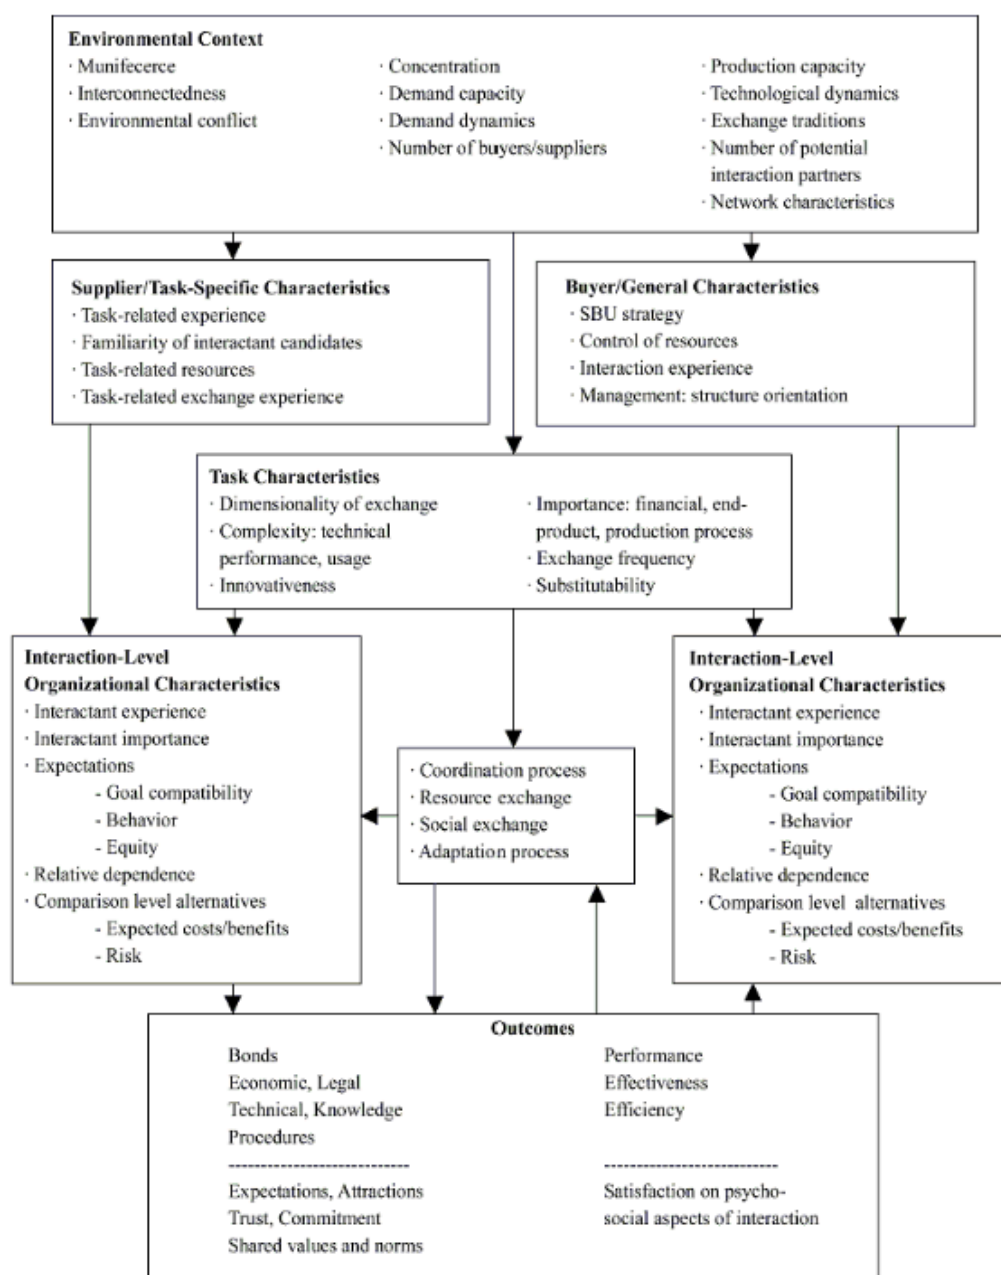 Environmental Context
· Munifecerce
· Interconnectedness
· Environmental conflict
· Concentration
· Demand capacity
· Demand dynamics
· Number of buyers/suppliers
· Production capacity
· Technological dynamics
· Exchange traditions
· Number of potential
interaction partners
· Network characteristics
Supplier/Task-Specific Characteristics
· Task-related experience
· Familiarity of interactant candidates
· Task-related resources
· Task-related exchange experience
Buyer/General Characteristics
· SBU strategy
· Control of resources
· Interaction experience
· Management: structure orientation
Task Characteristics
· Dimensionality of exchange
· Complexity: technical
performance, usage
· Innovativeness
· Importance: financial, end-
product, production process
· Exchange frequency
· Substitutability
Interaction-Level
Organizational Characteristics
· Interactant experience
· Interactant importance
· Expectations
- Goal compatibility
- Behavior
- Equity
· Relative dependence
· Comparison level alternatives
- Expected costs/benefits
- Risk
· Coordination process
· Resource exchange
· Social exchange
· Adaptation process
Interaction-Level
Organizational Characteristics
· Interactant experience
· Interactant importance
· Expectations
- Goal compatibility
- Behavior
- Equity
· Relative dependence
· Comparison level alternatives
- Expected costs/benefits
- Risk
Outcomes
Bonds
Economic, Legal
Technical, Knowledge
Procedures
----------------------------
Expectations, Attractions
Trust, Commitment
Shared values and norms
Performance
Effectiveness
Efficiency
---------------------------
Satisfaction on psycho-
social aspects of interaction